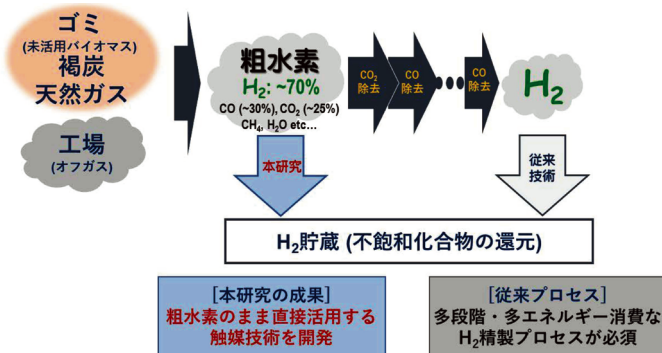 ゴミ
(未活用バイオマス)
褐炭
天然ガス
工場
(オフガス)
粗水素
H₂: ~70%
CO (~30%), CO₂ (~25%)
CH₄, H₂O etc…
CO₂
除去
CO
除去
CO
除去
H₂
本研究
従来
技術
H₂貯蔵 (不飽和化合物の還元)
[本研究の成果]
粗水素のまま直接活用する
触媒技術を開発
[従来プロセス]
多段階・多エネルギー消費な
H₂精製プロセスが必須